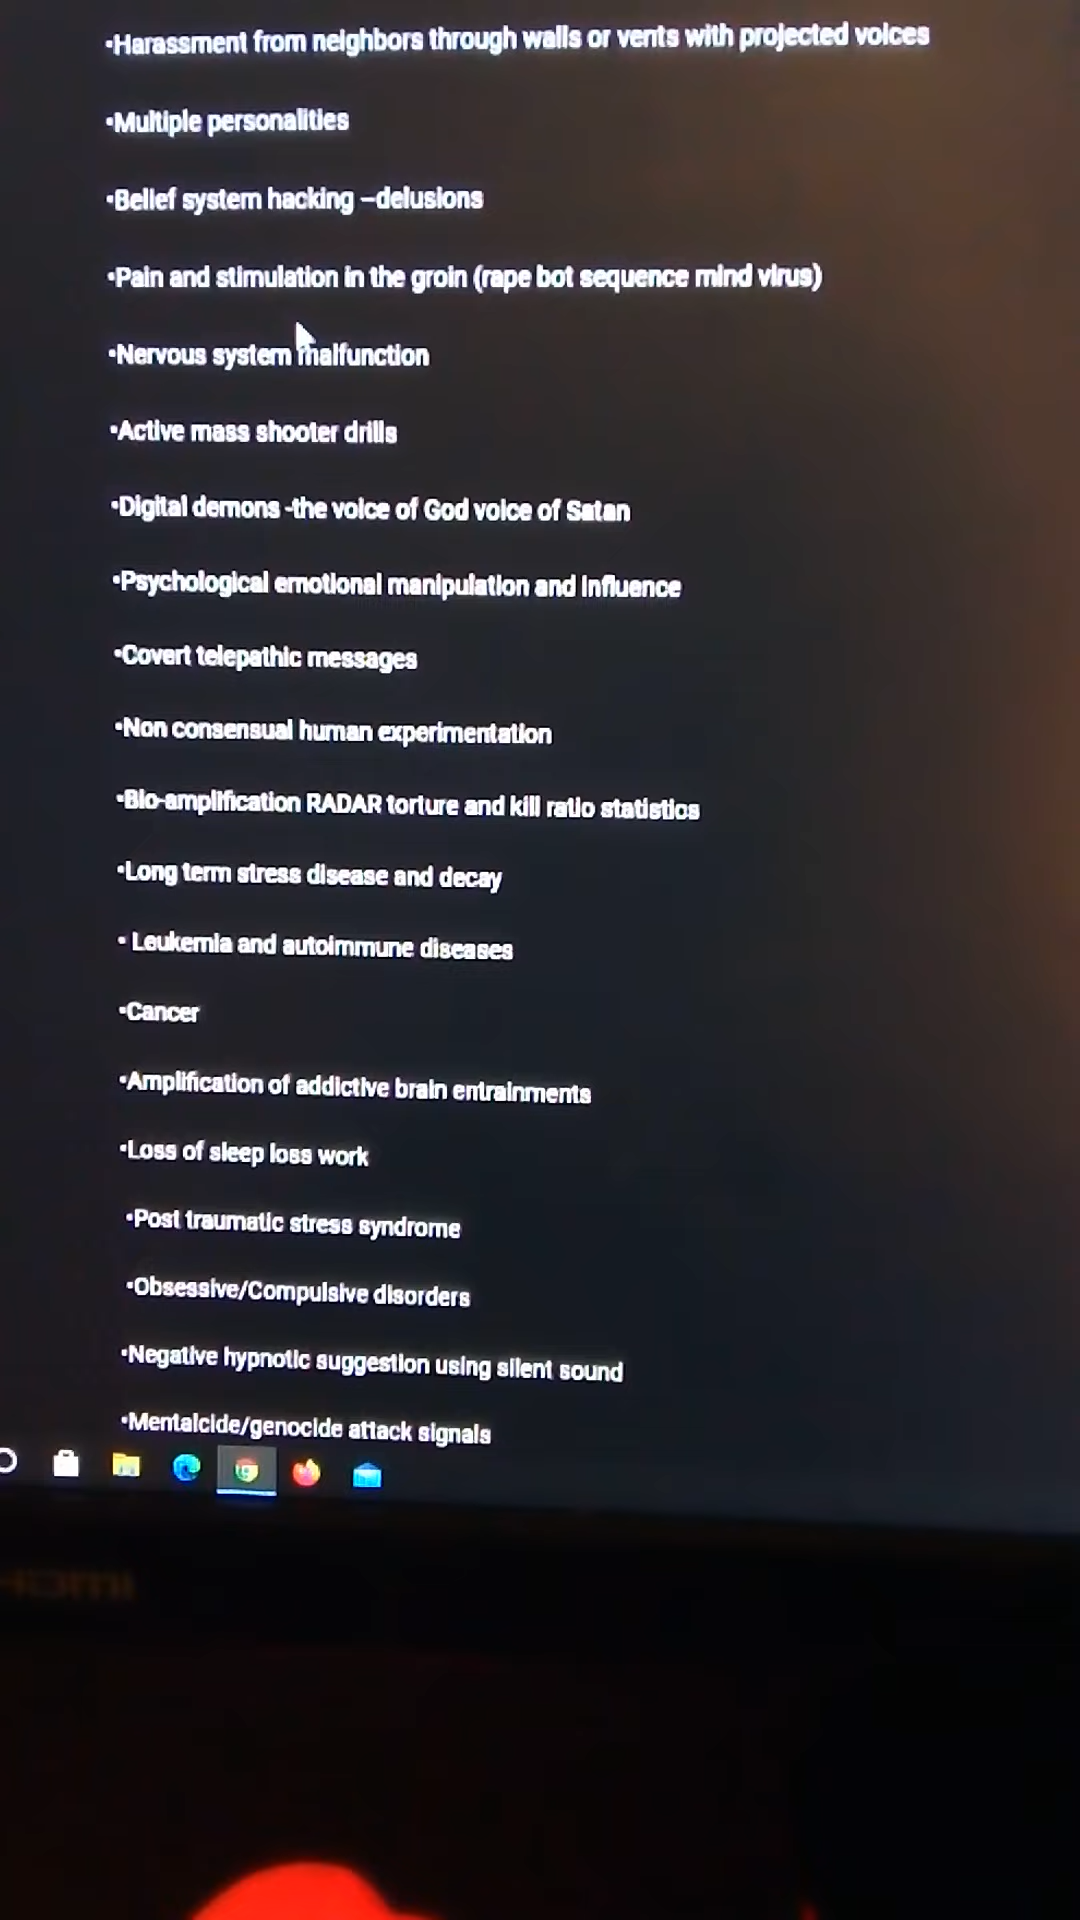 •Harassment from neighbors through walls or vents with projected voices
•Multiple personalities
•Belief system hacking –delusions
•Pain and stimulation in the groin (rape bot sequence mind virus)
•Nervous system malfunction
•Active mass shooter drills
•Digital demons -the voice of God voice of Satan
•Psychological emotional manipulation and influence
•Covert telepathic messages
•Non consensual human experimentation
•Bio-amplification RADAR torture and kill ratio statistics
•Long term stress disease and decay
• Leukemia and autoimmune diseases
•Cancer
•Amplification of addictive brain entrainments
•Loss of sleep loss work
•Post traumatic stress syndrome
•Obsessive/Compulsive disorders
•Negative hypnotic suggestion using silent sound
•Mentalcide/genocide attack signals